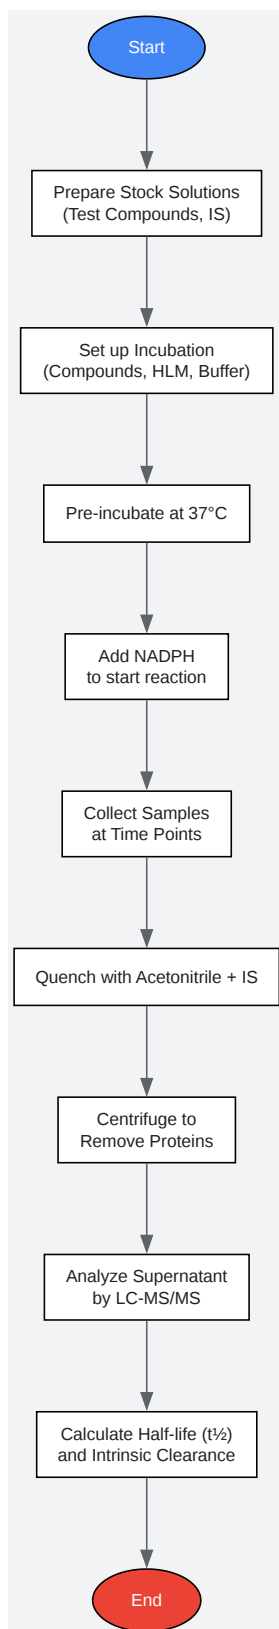 Start
Prepare Stock Solutions
(Test Compounds, IS)
Set up Incubation
(Compounds, HLM, Buffer)
Pre-incubate at 37°C
Add NADPH
to start reaction
Collect Samples
at Time Points
Quench with Acetonitrile + IS
Centrifuge to
Remove Proteins
Analyze Supernatant
by LC-MS/MS
Calculate Half-life (t½)
and Intrinsic Clearance
End